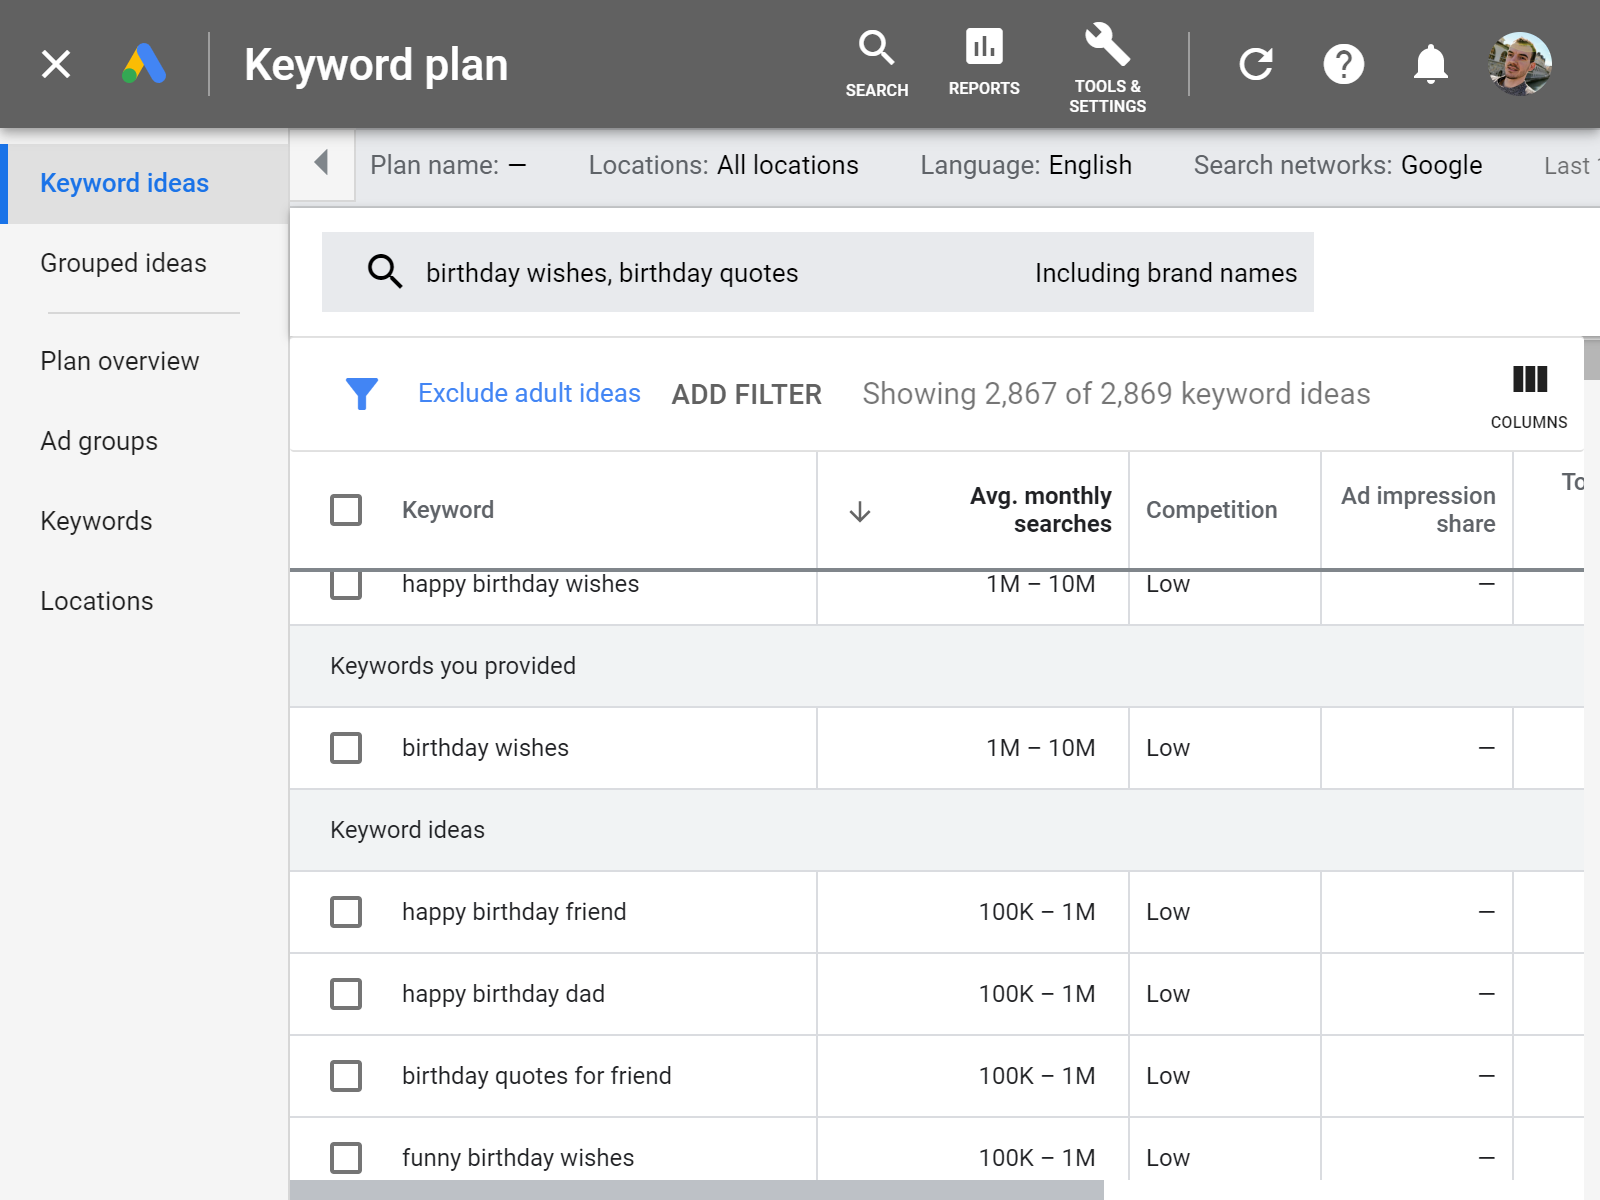 Keyword plan
SEARCH
REPORTS
TOOLS &
SETTINGS
Keyword ideas
Grouped ideas
Plan overview
Ad groups
Keywords
Locations
Plan name: —
Locations: All locations
Language: English
Search networks: Google
Last
birthday wishes, birthday quotes
Including brand names
Exclude adult ideas
ADD FILTER
Showing 2,867 of 2,869 keyword ideas
COLUMNS
Keyword
Avg. monthly
searches
Competition
Ad impression
share
happy birthday wishes 1M – 10M Low —
Keywords you provided
birthday wishes 1M – 10M Low —
Keyword ideas
happy birthday friend 100K – 1M Low —
happy birthday dad 100K – 1M Low —
birthday quotes for friend 100K – 1M Low —
funny birthday wishes 100K – 1M Low —